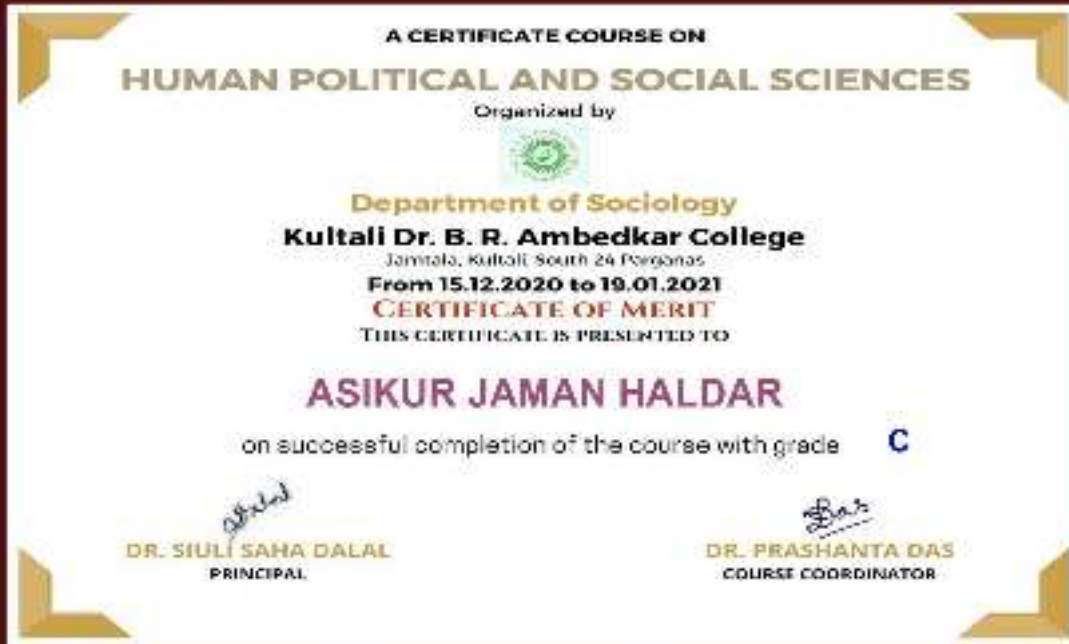 A CERTIFICATE COURSE ON
HUMAN POLITICAL AND SOCIAL SCIENCES
Organized by
Department of Sociology
Kultali Dr. B. R. Ambedkar College
Jamtala, Kultali, South 24 Parganas
From 15.12.2020 to 19.01.2021
CERTIFICATE OF MERIT
THIS CERTIFICATE IS PRESENTED TO
ASIKUR JAMAN HALDAR
on successful completion of the course with grade C
DR. SIULI SAHA DALAL
PRINCIPAL
Das
DR. PRASHANTA DAS
COURSE COORDINATOR